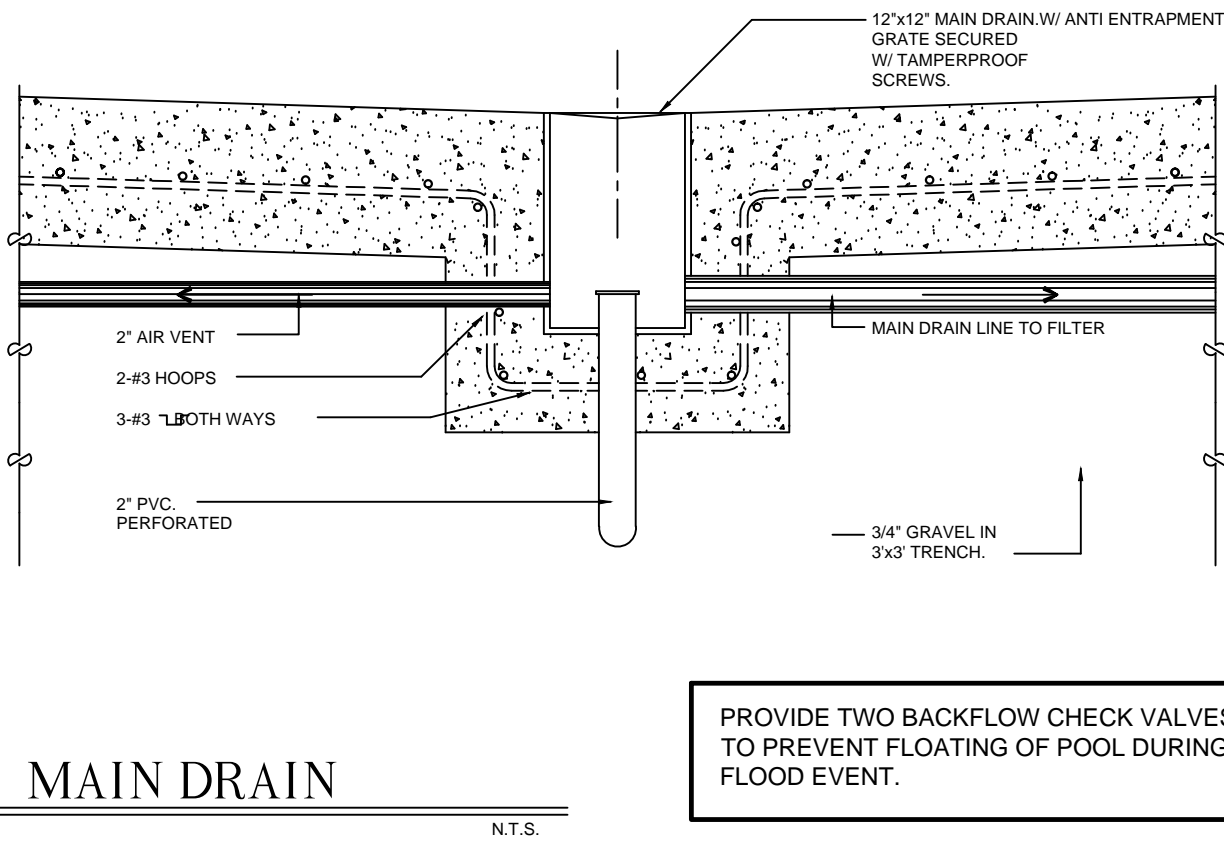 12"x12" MAIN DRAIN.W/ ANTI ENTRAPMENT
GRATE SECURED
W/ TAMPERPROOF
SCREWS.
2" AIR VENT
MAIN DRAIN LINE TO FILTER
2-#3 HOOPS
3-#3 BOTH WAYS
2" PVC.
PERFORATED
3/4" GRAVEL IN
3'x3' TRENCH.
PROVIDE TWO BACKFLOW CHECK VALVES
TO PREVENT FLOATING OF POOL DURING
FLOOD EVENT.
MAIN DRAIN
N.T.S.